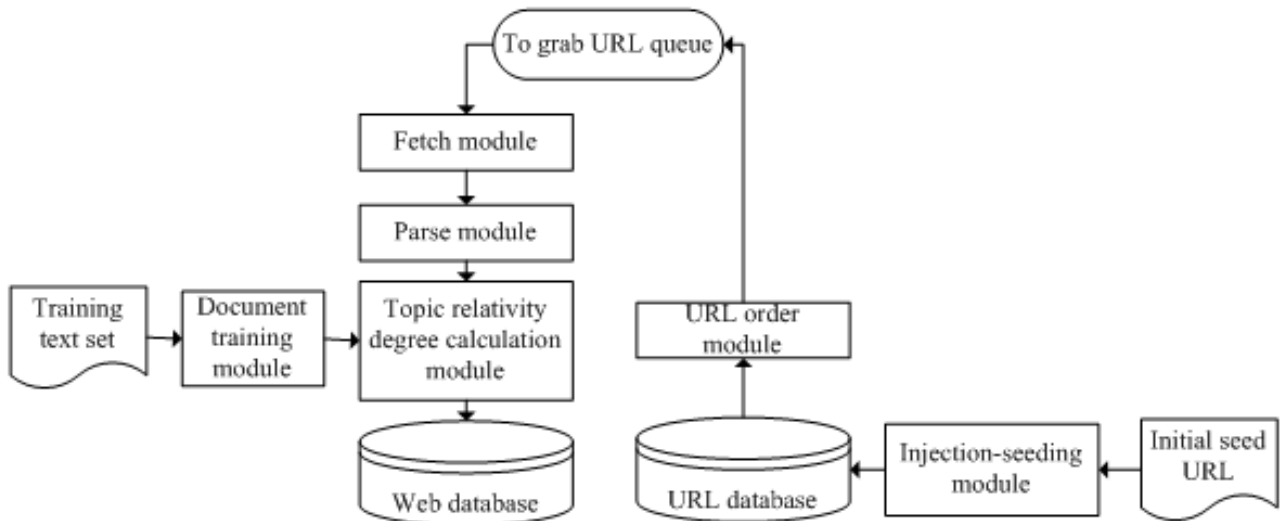 To grab URL queue
Fetch module
Parse module
Training
text set
Document
training
module
Topic relativity
degree calculation
module
URL order
module
Web database
URL database
Injection-seeding
module
Initial seed
URL